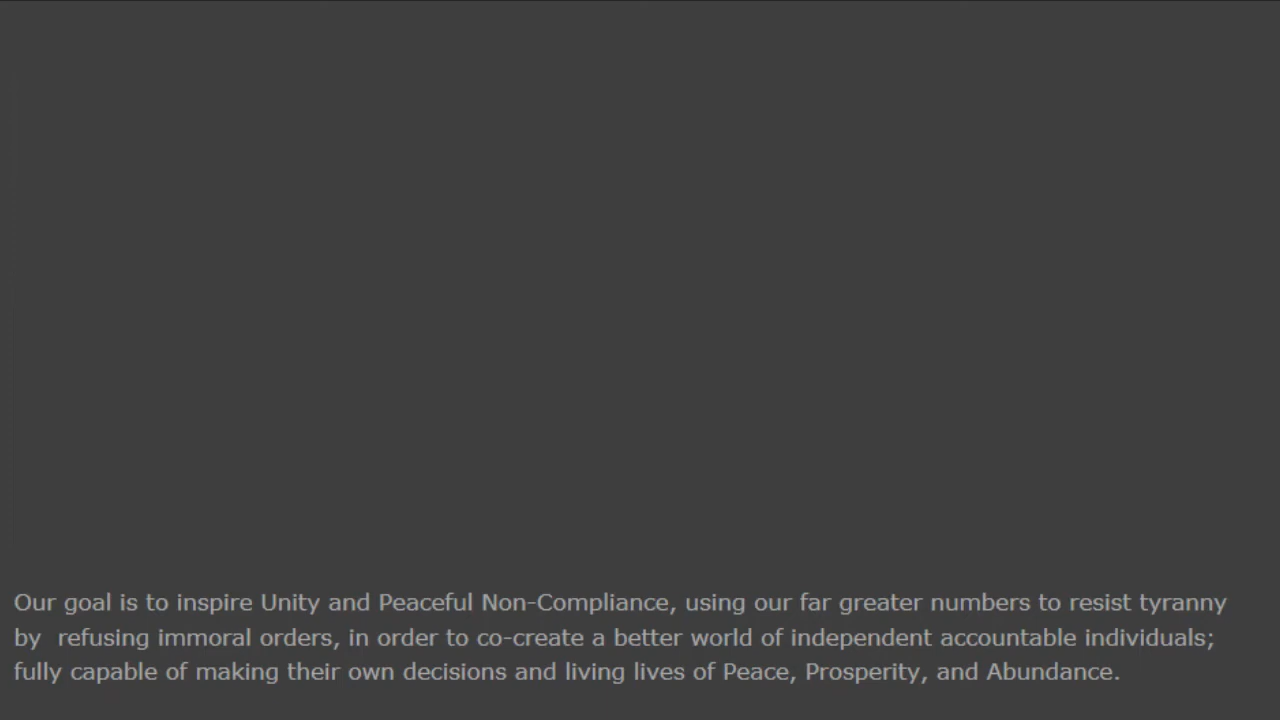 Our goal is to inspire Unity and Peaceful Non-Compliance, using our far greater numbers to resist tyranny
by  refusing immoral orders, in order to co-create a better world of independent accountable individuals;
fully capable of making their own decisions and living lives of Peace, Prosperity, and Abundance.